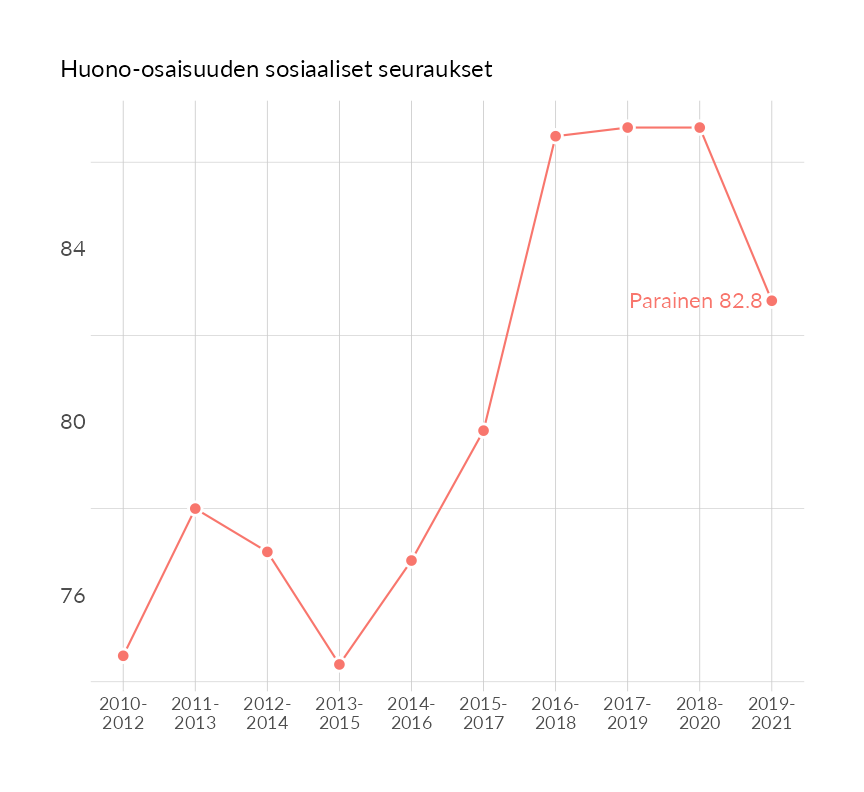 Huono-osaisuuden sosiaaliset seuraukset
84
Parainen 82.8
80
76
2010- 2011- 2012- 2013- 2014- 2015- 2016- 2017- 2018- 2019-
2012 2013 2014 2015 2016 2017 2018 2019 2020 2021